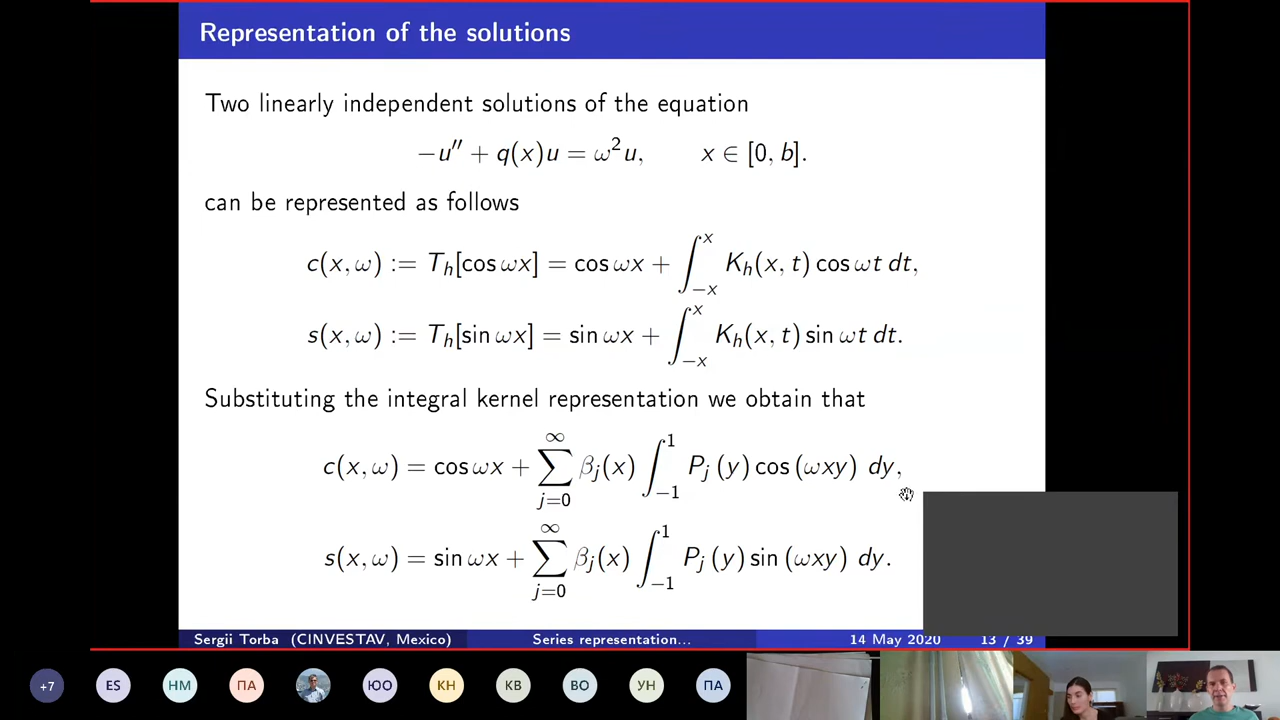 Representation of the solutions
Two linearly independent solutions of the equation
−u″ + q(x)u = ω²u, x ∈ [0, b].
can be represented as follows
c(x, ω) := T_h[cos ωx] = cos ωx + ∫_{−x}^{x} K_h(x, t) cos ωt dt,
s(x, ω) := T_h[sin ωx] = sin ωx + ∫_{−x}^{x} K_h(x, t) sin ωt dt.
Substituting the integral kernel representation we obtain that
c(x, ω) = cos ωx + ∑_{j=0}^{∞} β_j(x) ∫_{−1}^{1} P_j (y) cos (ωxy) dy,
s(x, ω) = sin ωx + ∑_{j=0}^{∞} β_j(x) ∫_{−1}^{1} P_j (y) sin (ωxy) dy.
Sergii Torba (CINVESTAV, Mexico) Series representation... 14 May 2020 13 / 39
+7 ES НМ ПА ЮО КН КВ ВО УН ПА